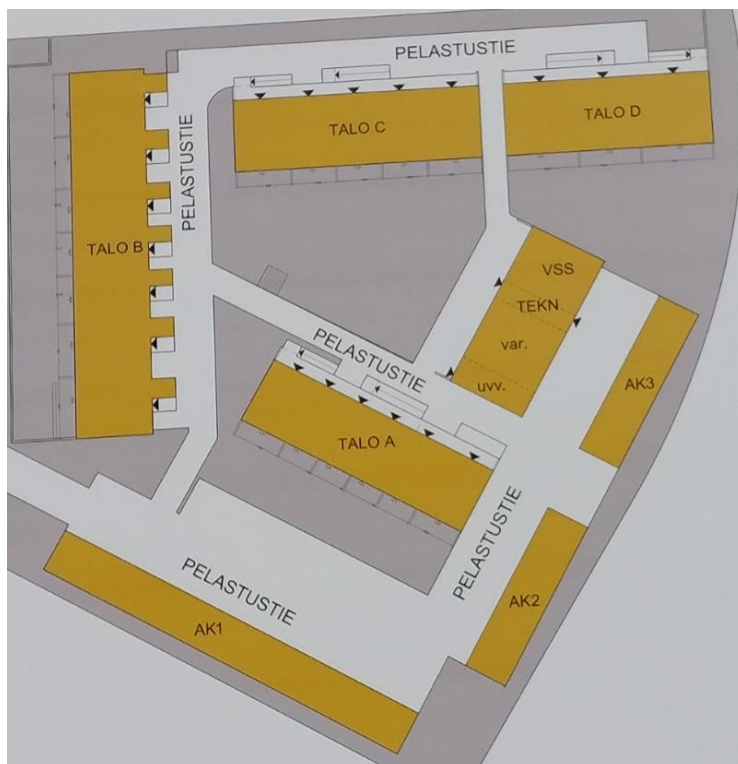 PELASTUSTIE
TALO C
TALO D
PELASTUSTIE
TALO B
VSS
TEKN
var.
uvv.
PELASTUSTIE
AK3
TALO A
PELASTUSTIE
AK2
PELASTUSTIE
AK1